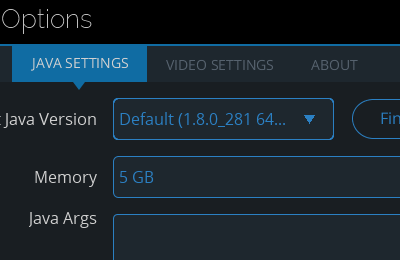 Options
JAVA SETTINGS VIDEO SETTINGS ABOUT
Java Version Default (1.8.0_281 64...
Memory 5 GB
Java Args